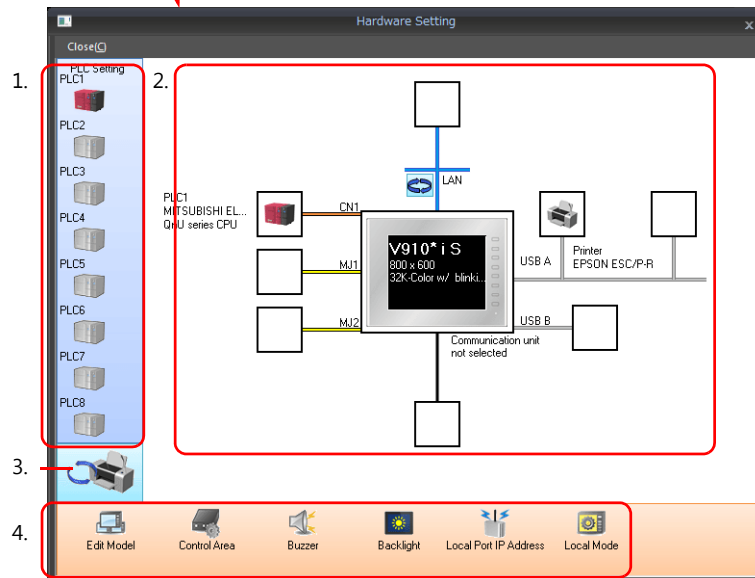 Hardware Setting
x
Close(C)
1.
PLC Setting
PLC1
PLC2
PLC3
PLC4
PLC5
PLC6
PLC7
PLC8
2.
LAN
PLC1
MITSUBISHI EL...
QnU series CPU
CN1
MJ1
MJ2
V910*iS
800 x 600
32K-Color w/ blinki...
USB A
Printer
EPSON ESC/P-R
USB B
Communication unit
not selected
3.
4.
Edit Model
Control Area
Buzzer
Backlight
Local Port IP Address
Local Mode